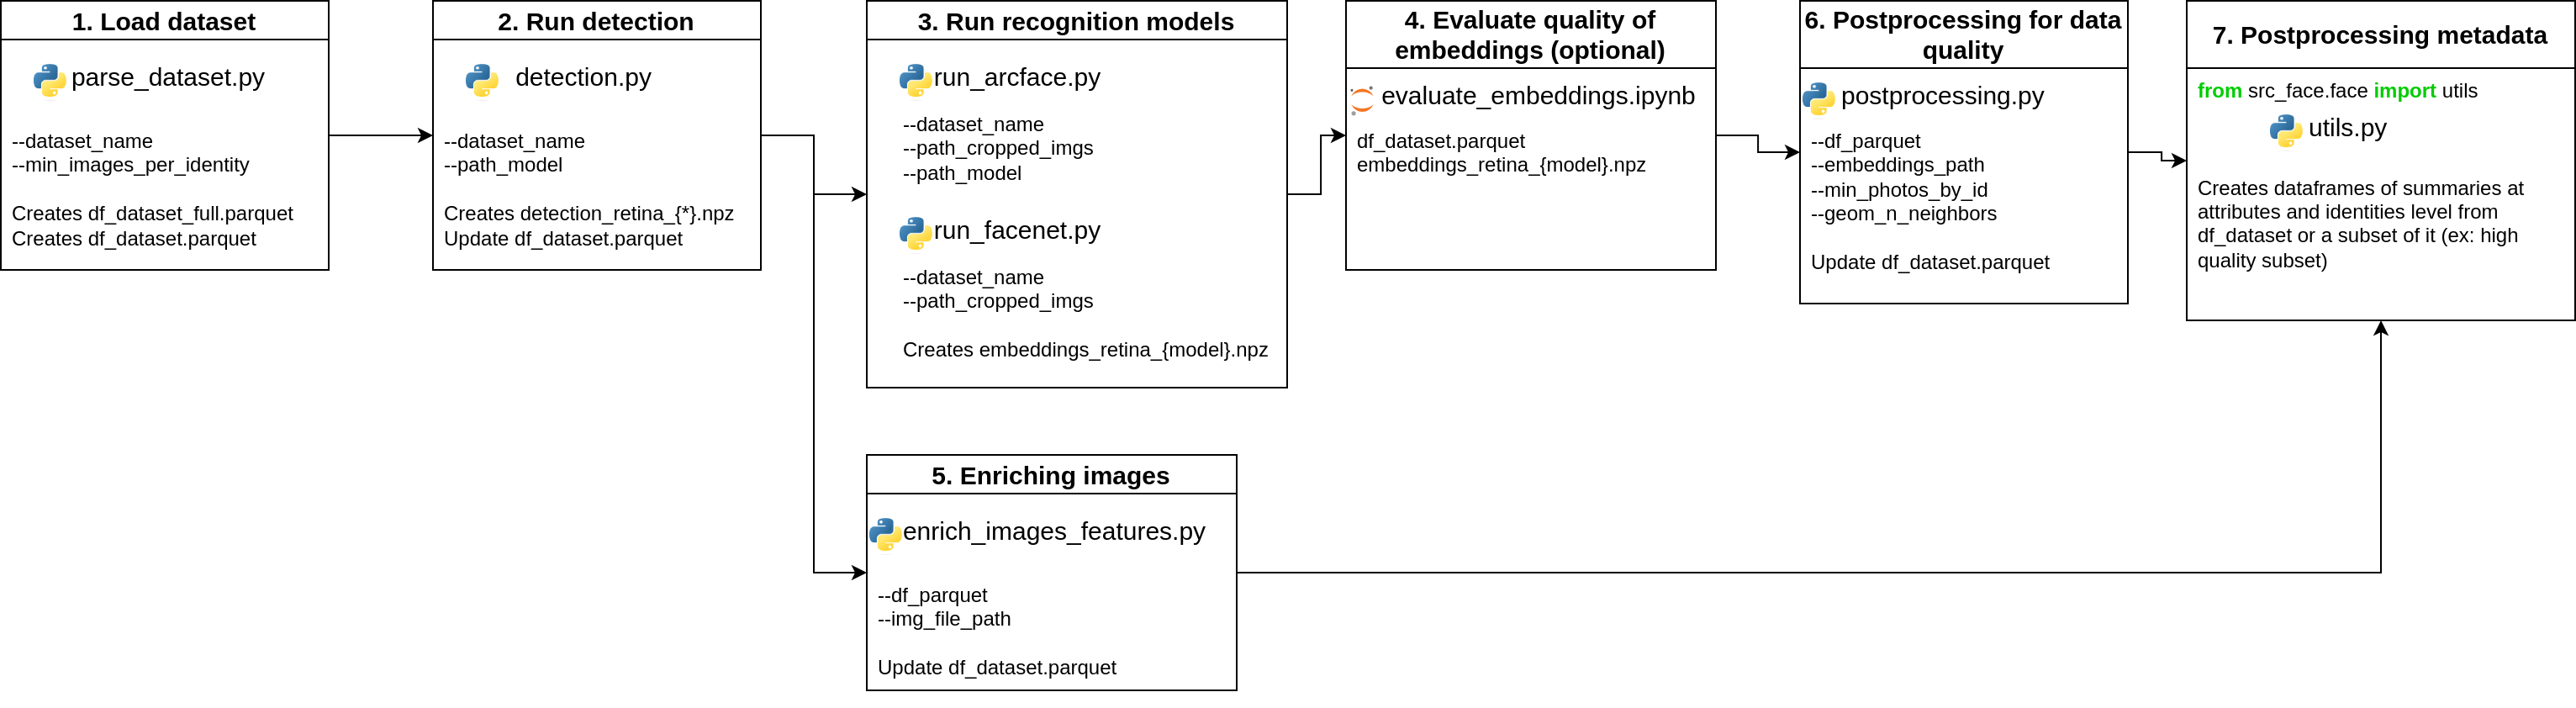 1. Load dataset
parse_dataset.py
--dataset_name
--min_images_per_identity
Creates df_dataset_full.parquet
Creates df_dataset.parquet
2. Run detection
detection.py
--dataset_name
--path_model
Creates detection_retina_{*}.npz
Update df_dataset.parquet
3. Run recognition models
run_arcface.py
--dataset_name
--path_cropped_imgs
--path_model
run_facenet.py
--dataset_name
--path_cropped_imgs
Creates embeddings_retina_{model}.npz
4. Evaluate quality of
embeddings (optional)
evaluate_embeddings.ipynb
df_dataset.parquet
embeddings_retina_{model}.npz
5. Enriching images
enrich_images_features.py
--df_parquet
--img_file_path
Update df_dataset.parquet
6. Postprocessing for data
quality
postprocessing.py
--df_parquet
--embeddings_path
--min_photos_by_id
--geom_n_neighbors
Update df_dataset.parquet
7. Postprocessing metadata
from src_face.face import utils
utils.py
Creates dataframes of summaries at
attributes and identities level from
df_dataset or a subset of it (ex: high
quality subset)